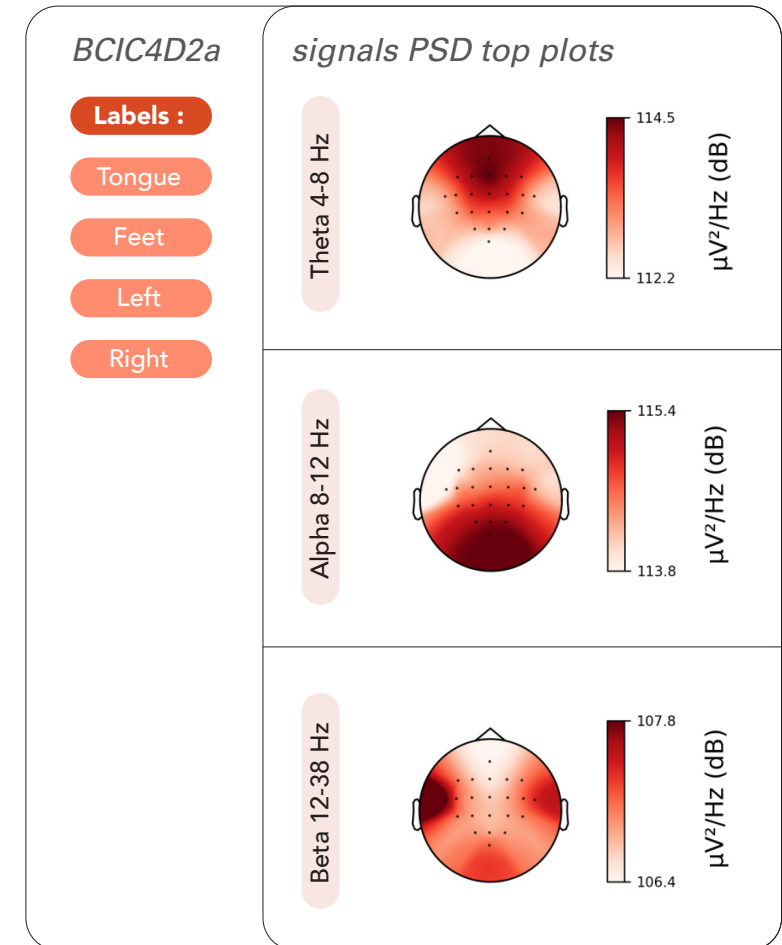 BCIC4D2a
Labels :
Tongue
Feet
Left
Right
signals PSD top plots
Theta 4-8 Hz
114.5
112.2
µV²/Hz (dB)
Alpha 8-12 Hz
115.4
113.8
µV²/Hz (dB)
Beta 12-38 Hz
107.8
106.4
µV²/Hz (dB)